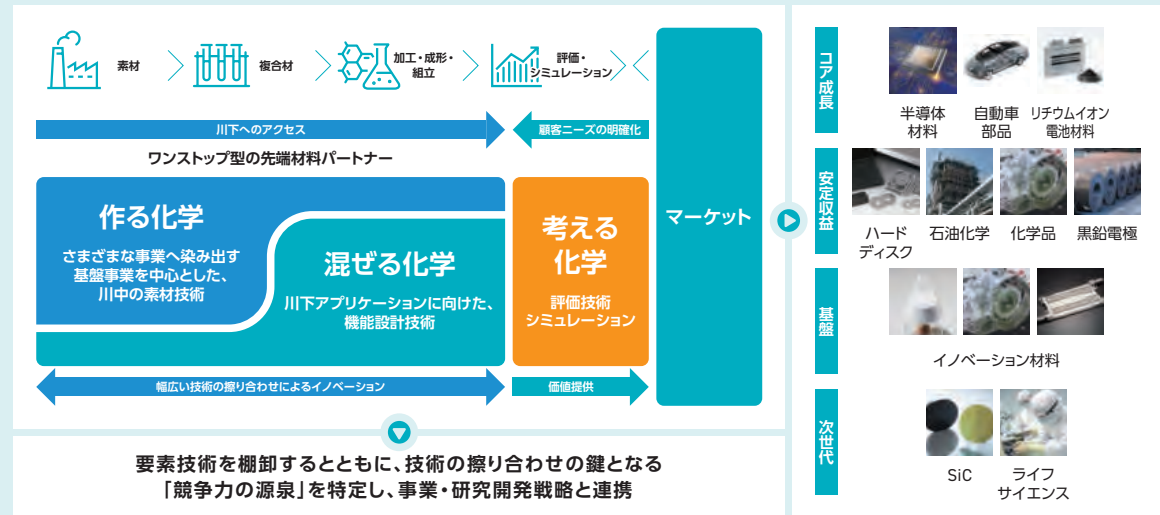 素材
複合材
加工・成形・
組立
評価・
シミュレーション
川下へのアクセス
顧客ニーズの明確化
ワンストップ型の先端材料パートナー
作る化学
さまざまな事業へ染み出す
基盤事業を中心とした、
川中の素材技術
混ぜる化学
川下アプリケーションに向けた、
機能設計技術
考える
化学
評価技術
シミュレーション
マーケット
幅広い技術の擦り合わせによるイノベーション
価値提供
要素技術を棚卸するとともに、技術の擦り合わせの鍵となる
「競争力の源泉」を特定し、事業・研究開発戦略と連携
コア成長
半導体
材料
自動車
部品
リチウムイオン
電池材料
安定収益
ハード
ディスク
石油化学
化学品
黒鉛電極
基盤
イノベーション材料
次世代
SiC
ライフ
サイエンス